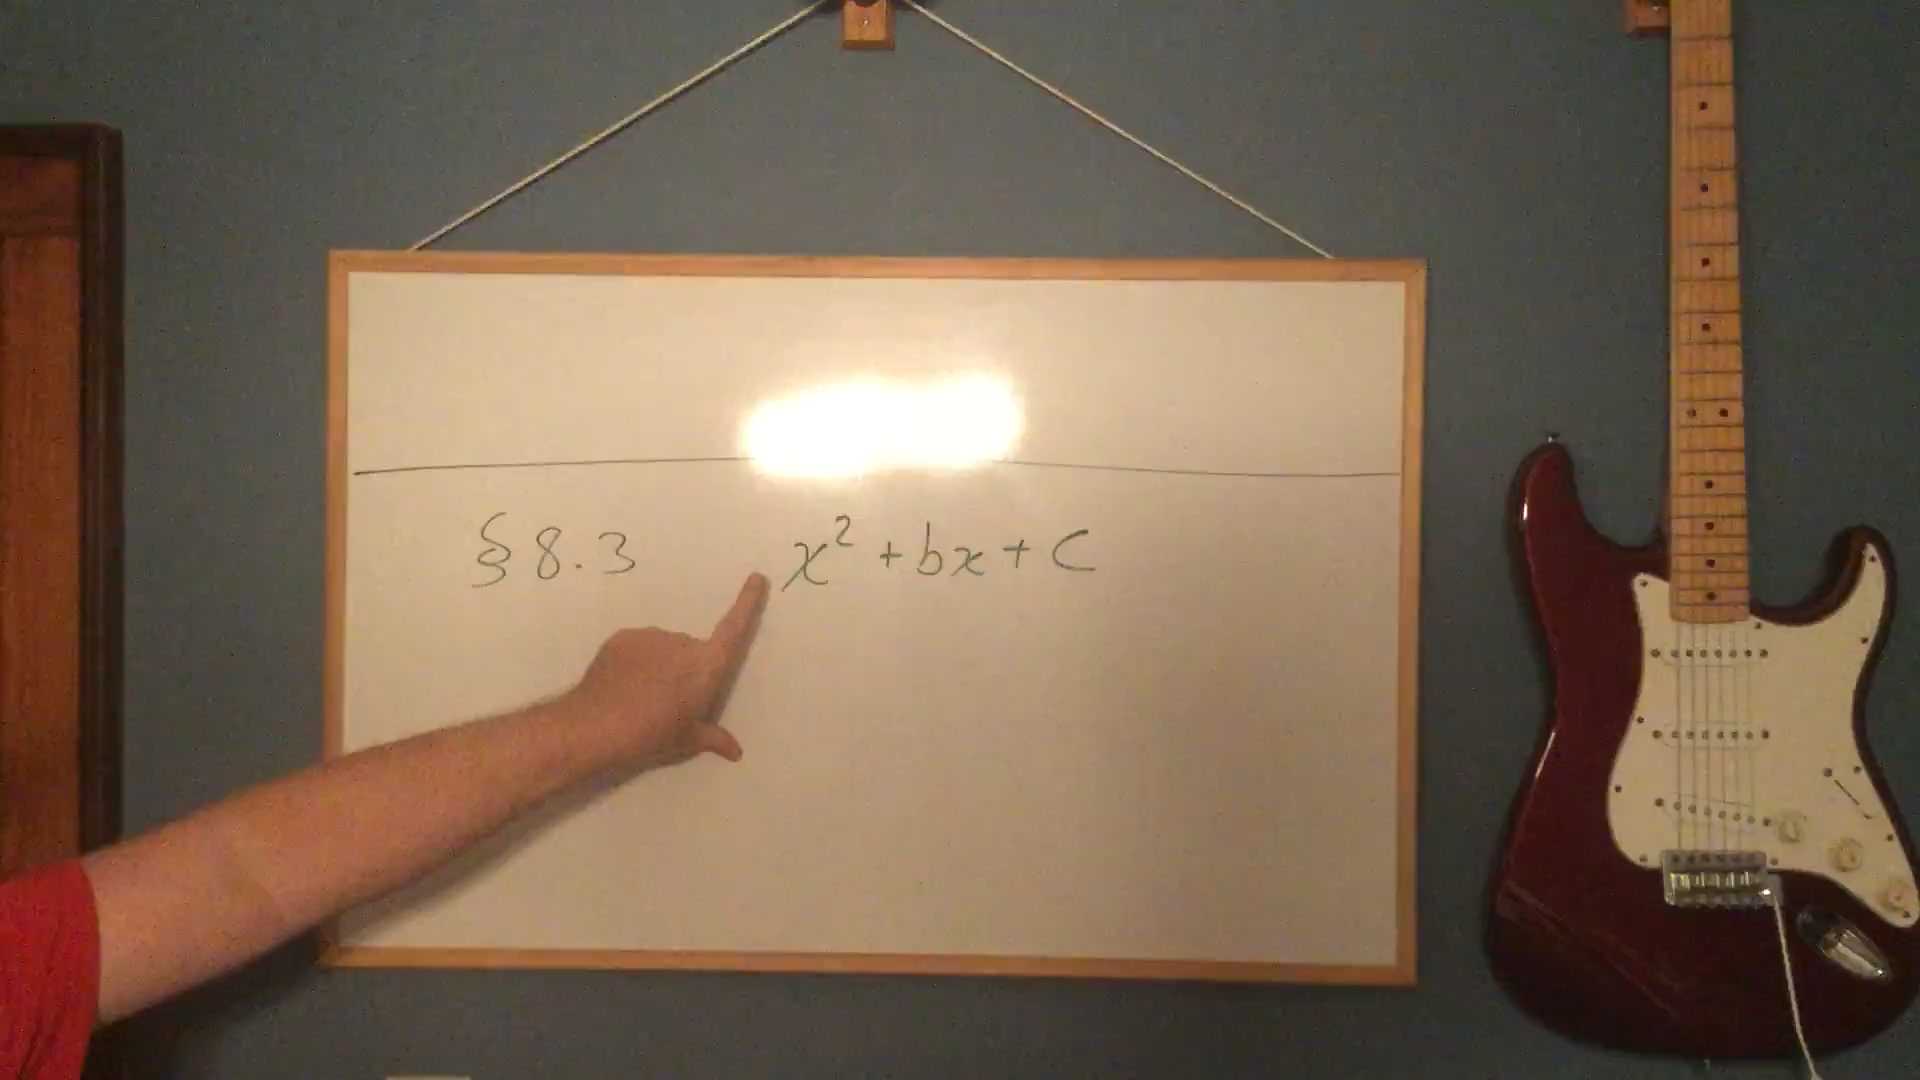 § 8.3 x² + bx + c